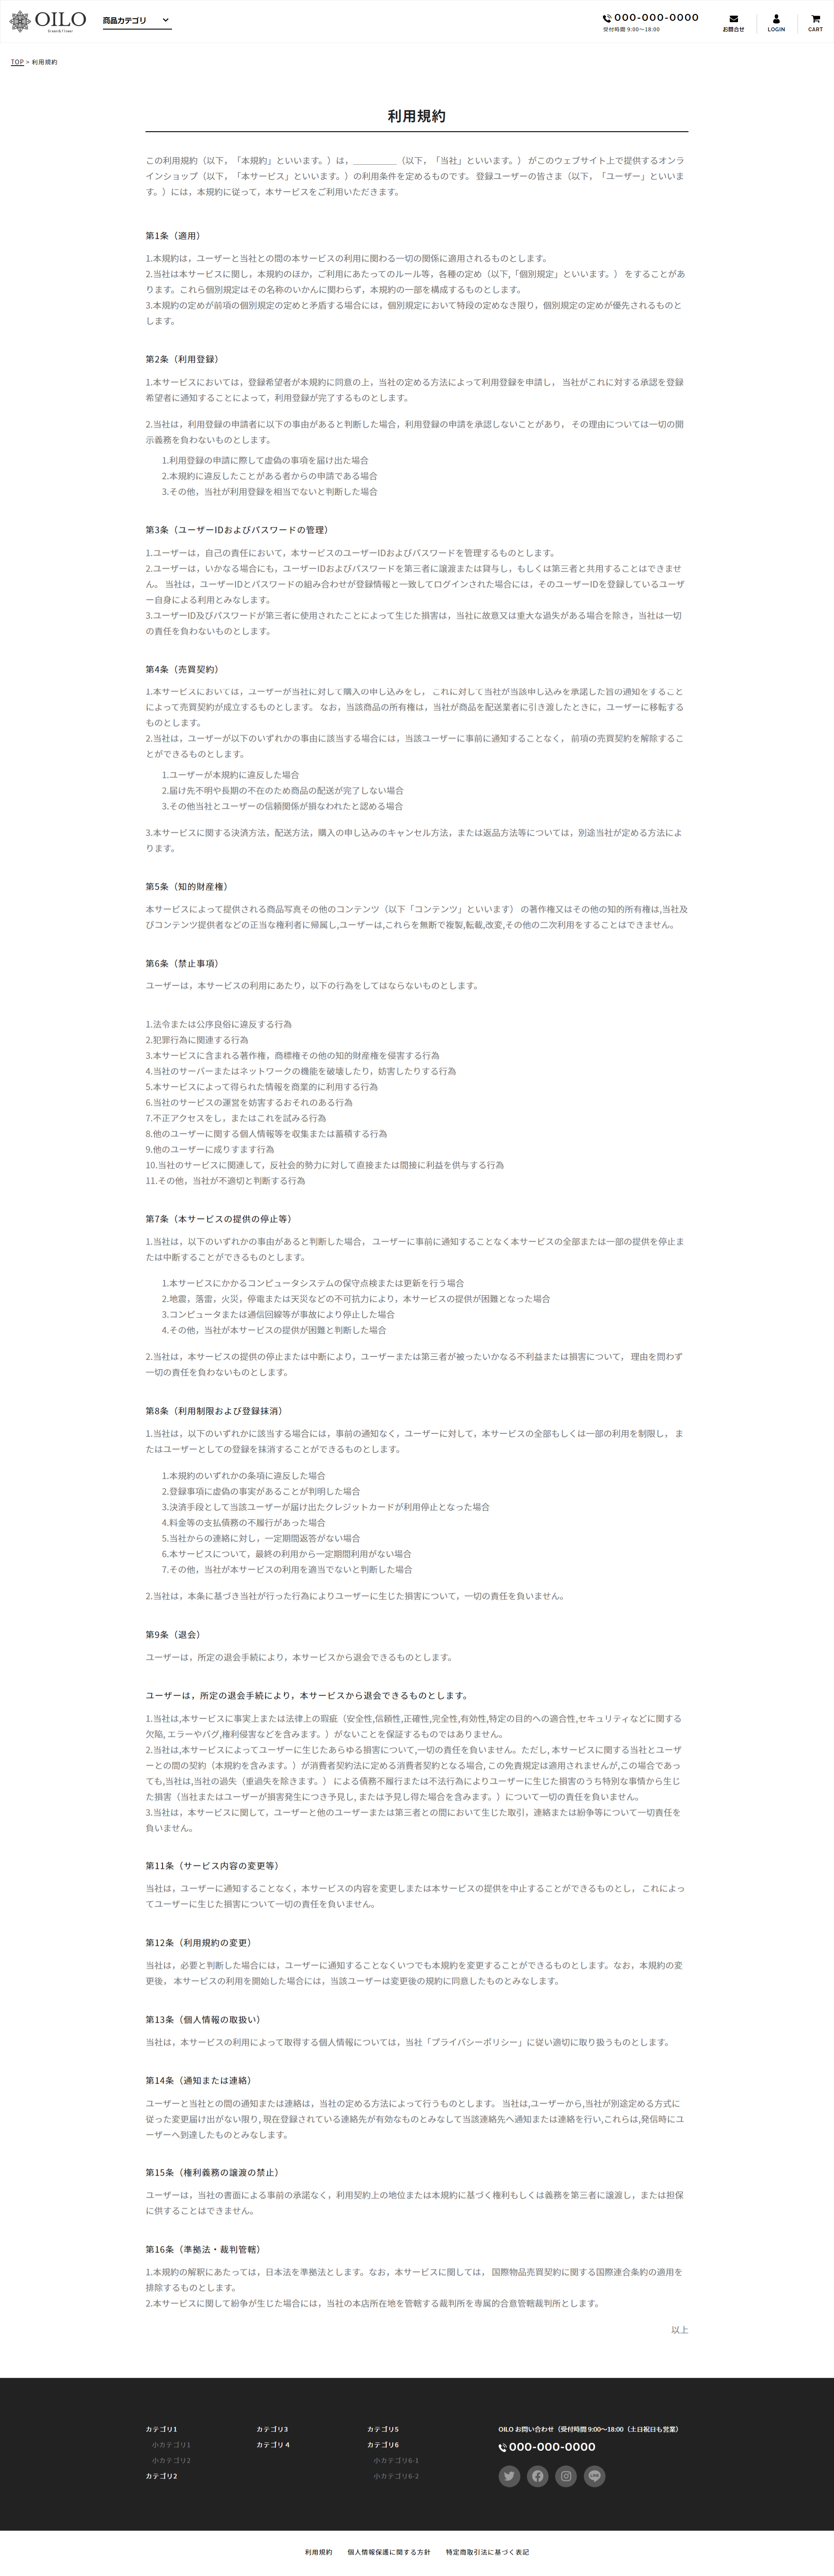 OILO
Green&Flower
商品カテゴリ
000-000-0000
受付時間 9:00〜18:00
お問合せ
LOGIN
CART
TOP > 利用規約
利用規約
この利用規約（以下，「本規約」といいます。）は，__________（以下，「当社」といいます。） がこのウェブサイト上で提供するオンラ
インショップ（以下，「本サービス」といいます。）の利用条件を定めるものです。 登録ユーザーの皆さま（以下，「ユーザー」といいま
す。）には，本規約に従って，本サービスをご利用いただきます。
第1条（適用）
1.本規約は，ユーザーと当社との間の本サービスの利用に関わる一切の関係に適用されるものとします。
2.当社は本サービスに関し，本規約のほか，ご利用にあたってのルール等，各種の定め（以下,「個別規定」といいます。） をすることがあ
ります。これら個別規定はその名称のいかんに関わらず，本規約の一部を構成するものとします。
3.本規約の定めが前項の個別規定の定めと矛盾する場合には，個別規定において特段の定めなき限り，個別規定の定めが優先されるものと
します。
第2条（利用登録）
1.本サービスにおいては，登録希望者が本規約に同意の上，当社の定める方法によって利用登録を申請し， 当社がこれに対する承認を登録
希望者に通知することによって，利用登録が完了するものとします。
2.当社は，利用登録の申請者に以下の事由があると判断した場合，利用登録の申請を承認しないことがあり， その理由については一切の開
示義務を負わないものとします。
1.利用登録の申請に際して虚偽の事項を届け出た場合
2.本規約に違反したことがある者からの申請である場合
3.その他，当社が利用登録を相当でないと判断した場合
第3条（ユーザーIDおよびパスワードの管理）
1.ユーザーは，自己の責任において，本サービスのユーザーIDおよびパスワードを管理するものとします。
2.ユーザーは，いかなる場合にも，ユーザーIDおよびパスワードを第三者に譲渡または貸与し，もしくは第三者と共用することはできませ
ん。 当社は，ユーザーIDとパスワードの組み合わせが登録情報と一致してログインされた場合には，そのユーザーIDを登録しているユーザ
ー自身による利用とみなします。
3.ユーザーID及びパスワードが第三者に使用されたことによって生じた損害は，当社に故意又は重大な過失がある場合を除き，当社は一切
の責任を負わないものとします。
第4条（売買契約）
1.本サービスにおいては，ユーザーが当社に対して購入の申し込みをし， これに対して当社が当該申し込みを承諾した旨の通知をすること
によって売買契約が成立するものとします。 なお，当該商品の所有権は，当社が商品を配送業者に引き渡したときに，ユーザーに移転する
ものとします。
2.当社は，ユーザーが以下のいずれかの事由に該当する場合には，当該ユーザーに事前に通知することなく， 前項の売買契約を解除するこ
とができるものとします。
1.ユーザーが本規約に違反した場合
2.届け先不明や長期の不在のため商品の配送が完了しない場合
3.その他当社とユーザーの信頼関係が損なわれたと認める場合
3.本サービスに関する決済方法，配送方法，購入の申し込みのキャンセル方法，または返品方法等については，別途当社が定める方法によ
ります。
第5条（知的財産権）
本サービスによって提供される商品写真その他のコンテンツ（以下「コンテンツ」といいます） の著作権又はその他の知的所有権は,当社及
びコンテンツ提供者などの正当な権利者に帰属し,ユーザーは,これらを無断で複製,転載,改変,その他の二次利用をすることはできません。
第6条（禁止事項）
ユーザーは，本サービスの利用にあたり，以下の行為をしてはならないものとします。
1.法令または公序良俗に違反する行為
2.犯罪行為に関連する行為
3.本サービスに含まれる著作権，商標権その他の知的財産権を侵害する行為
4.当社のサーバーまたはネットワークの機能を破壊したり，妨害したりする行為
5.本サービスによって得られた情報を商業的に利用する行為
6.当社のサービスの運営を妨害するおそれのある行為
7.不正アクセスをし，またはこれを試みる行為
8.他のユーザーに関する個人情報等を収集または蓄積する行為
9.他のユーザーに成りすます行為
10.当社のサービスに関連して，反社会的勢力に対して直接または間接に利益を供与する行為
11.その他，当社が不適切と判断する行為
第7条（本サービスの提供の停止等）
1.当社は，以下のいずれかの事由があると判断した場合， ユーザーに事前に通知することなく本サービスの全部または一部の提供を停止ま
たは中断することができるものとします。
1.本サービスにかかるコンピュータシステムの保守点検または更新を行う場合
2.地震，落雷，火災，停電または天災などの不可抗力により，本サービスの提供が困難となった場合
3.コンピュータまたは通信回線等が事故により停止した場合
4.その他，当社が本サービスの提供が困難と判断した場合
2.当社は，本サービスの提供の停止または中断により，ユーザーまたは第三者が被ったいかなる不利益または損害について， 理由を問わず
一切の責任を負わないものとします。
第8条（利用制限および登録抹消）
1.当社は，以下のいずれかに該当する場合には，事前の通知なく，ユーザーに対して，本サービスの全部もしくは一部の利用を制限し， ま
たはユーザーとしての登録を抹消することができるものとします。
1.本規約のいずれかの条項に違反した場合
2.登録事項に虚偽の事実があることが判明した場合
3.決済手段として当該ユーザーが届け出たクレジットカードが利用停止となった場合
4.料金等の支払債務の不履行があった場合
5.当社からの連絡に対し，一定期間返答がない場合
6.本サービスについて，最終の利用から一定期間利用がない場合
7.その他，当社が本サービスの利用を適当でないと判断した場合
2.当社は，本条に基づき当社が行った行為によりユーザーに生じた損害について，一切の責任を負いません。
第9条（退会）
ユーザーは，所定の退会手続により，本サービスから退会できるものとします。
ユーザーは，所定の退会手続により，本サービスから退会できるものとします。
1.当社は,本サービスに事実上または法律上の瑕疵（安全性,信頼性,正確性,完全性,有効性,特定の目的への適合性,セキュリティなどに関する
欠陥, エラーやバグ,権利侵害などを含みます。）がないことを保証するものではありません。
2.当社は,本サービスによってユーザーに生じたあらゆる損害について,一切の責任を負いません。ただし, 本サービスに関する当社とユーザ
ーとの間の契約（本規約を含みます。）が消費者契約法に定める消費者契約となる場合, この免責規定は適用されませんが,この場合であっ
ても,当社は,当社の過失（重過失を除きます。） による債務不履行または不法行為によりユーザーに生じた損害のうち特別な事情から生じ
た損害（当社またはユーザーが損害発生につき予見し, または予見し得た場合を含みます。）について一切の責任を負いません。
3.当社は，本サービスに関して，ユーザーと他のユーザーまたは第三者との間において生じた取引，連絡または紛争等について一切責任を
負いません。
第11条（サービス内容の変更等）
当社は，ユーザーに通知することなく，本サービスの内容を変更しまたは本サービスの提供を中止することができるものとし， これによっ
てユーザーに生じた損害について一切の責任を負いません。
第12条（利用規約の変更）
当社は，必要と判断した場合には，ユーザーに通知することなくいつでも本規約を変更することができるものとします。なお，本規約の変
更後， 本サービスの利用を開始した場合には，当該ユーザーは変更後の規約に同意したものとみなします。
第13条（個人情報の取扱い）
当社は，本サービスの利用によって取得する個人情報については，当社「プライバシーポリシー」に従い適切に取り扱うものとします。
第14条（通知または連絡）
ユーザーと当社との間の通知または連絡は，当社の定める方法によって行うものとします。 当社は,ユーザーから,当社が別途定める方式に
従った変更届け出がない限り, 現在登録されている連絡先が有効なものとみなして当該連絡先へ通知または連絡を行い,これらは,発信時にユ
ーザーへ到達したものとみなします。
第15条（権利義務の譲渡の禁止）
ユーザーは，当社の書面による事前の承諾なく，利用契約上の地位または本規約に基づく権利もしくは義務を第三者に譲渡し，または担保
に供することはできません。
第16条（準拠法・裁判管轄）
1.本規約の解釈にあたっては，日本法を準拠法とします。なお，本サービスに関しては， 国際物品売買契約に関する国際連合条約の適用を
排除するものとします。
2.本サービスに関して紛争が生じた場合には，当社の本店所在地を管轄する裁判所を専属的合意管轄裁判所とします。
以上
カテゴリ1
小カテゴリ1
小カテゴリ2
カテゴリ2
カテゴリ3
カテゴリ４
カテゴリ5
カテゴリ6
小カテゴリ6-1
小カテゴリ6-2
OILO お問い合わせ（受付時間 9:00〜18:00（土日祝日も営業）
000-000-0000
LINE
利用規約
個人情報保護に関する方針
特定商取引法に基づく表記